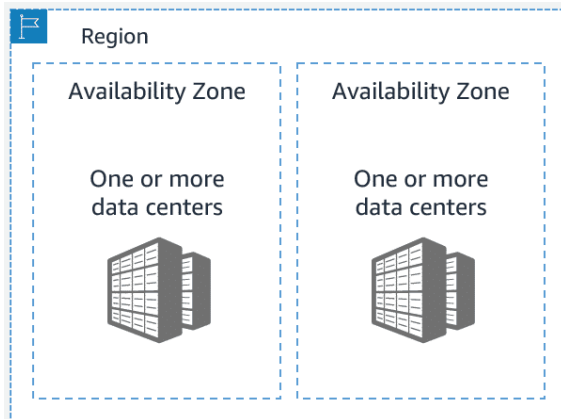 Region
Availability Zone
One or more
data centers
Availability Zone
One or more
data centers